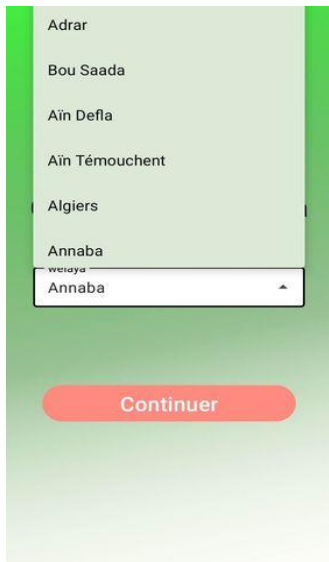 Adrar
Bou Saada
Aïn Defla
Aïn Témouchent
Algiers
Annaba
welaya
Annaba
Continuer